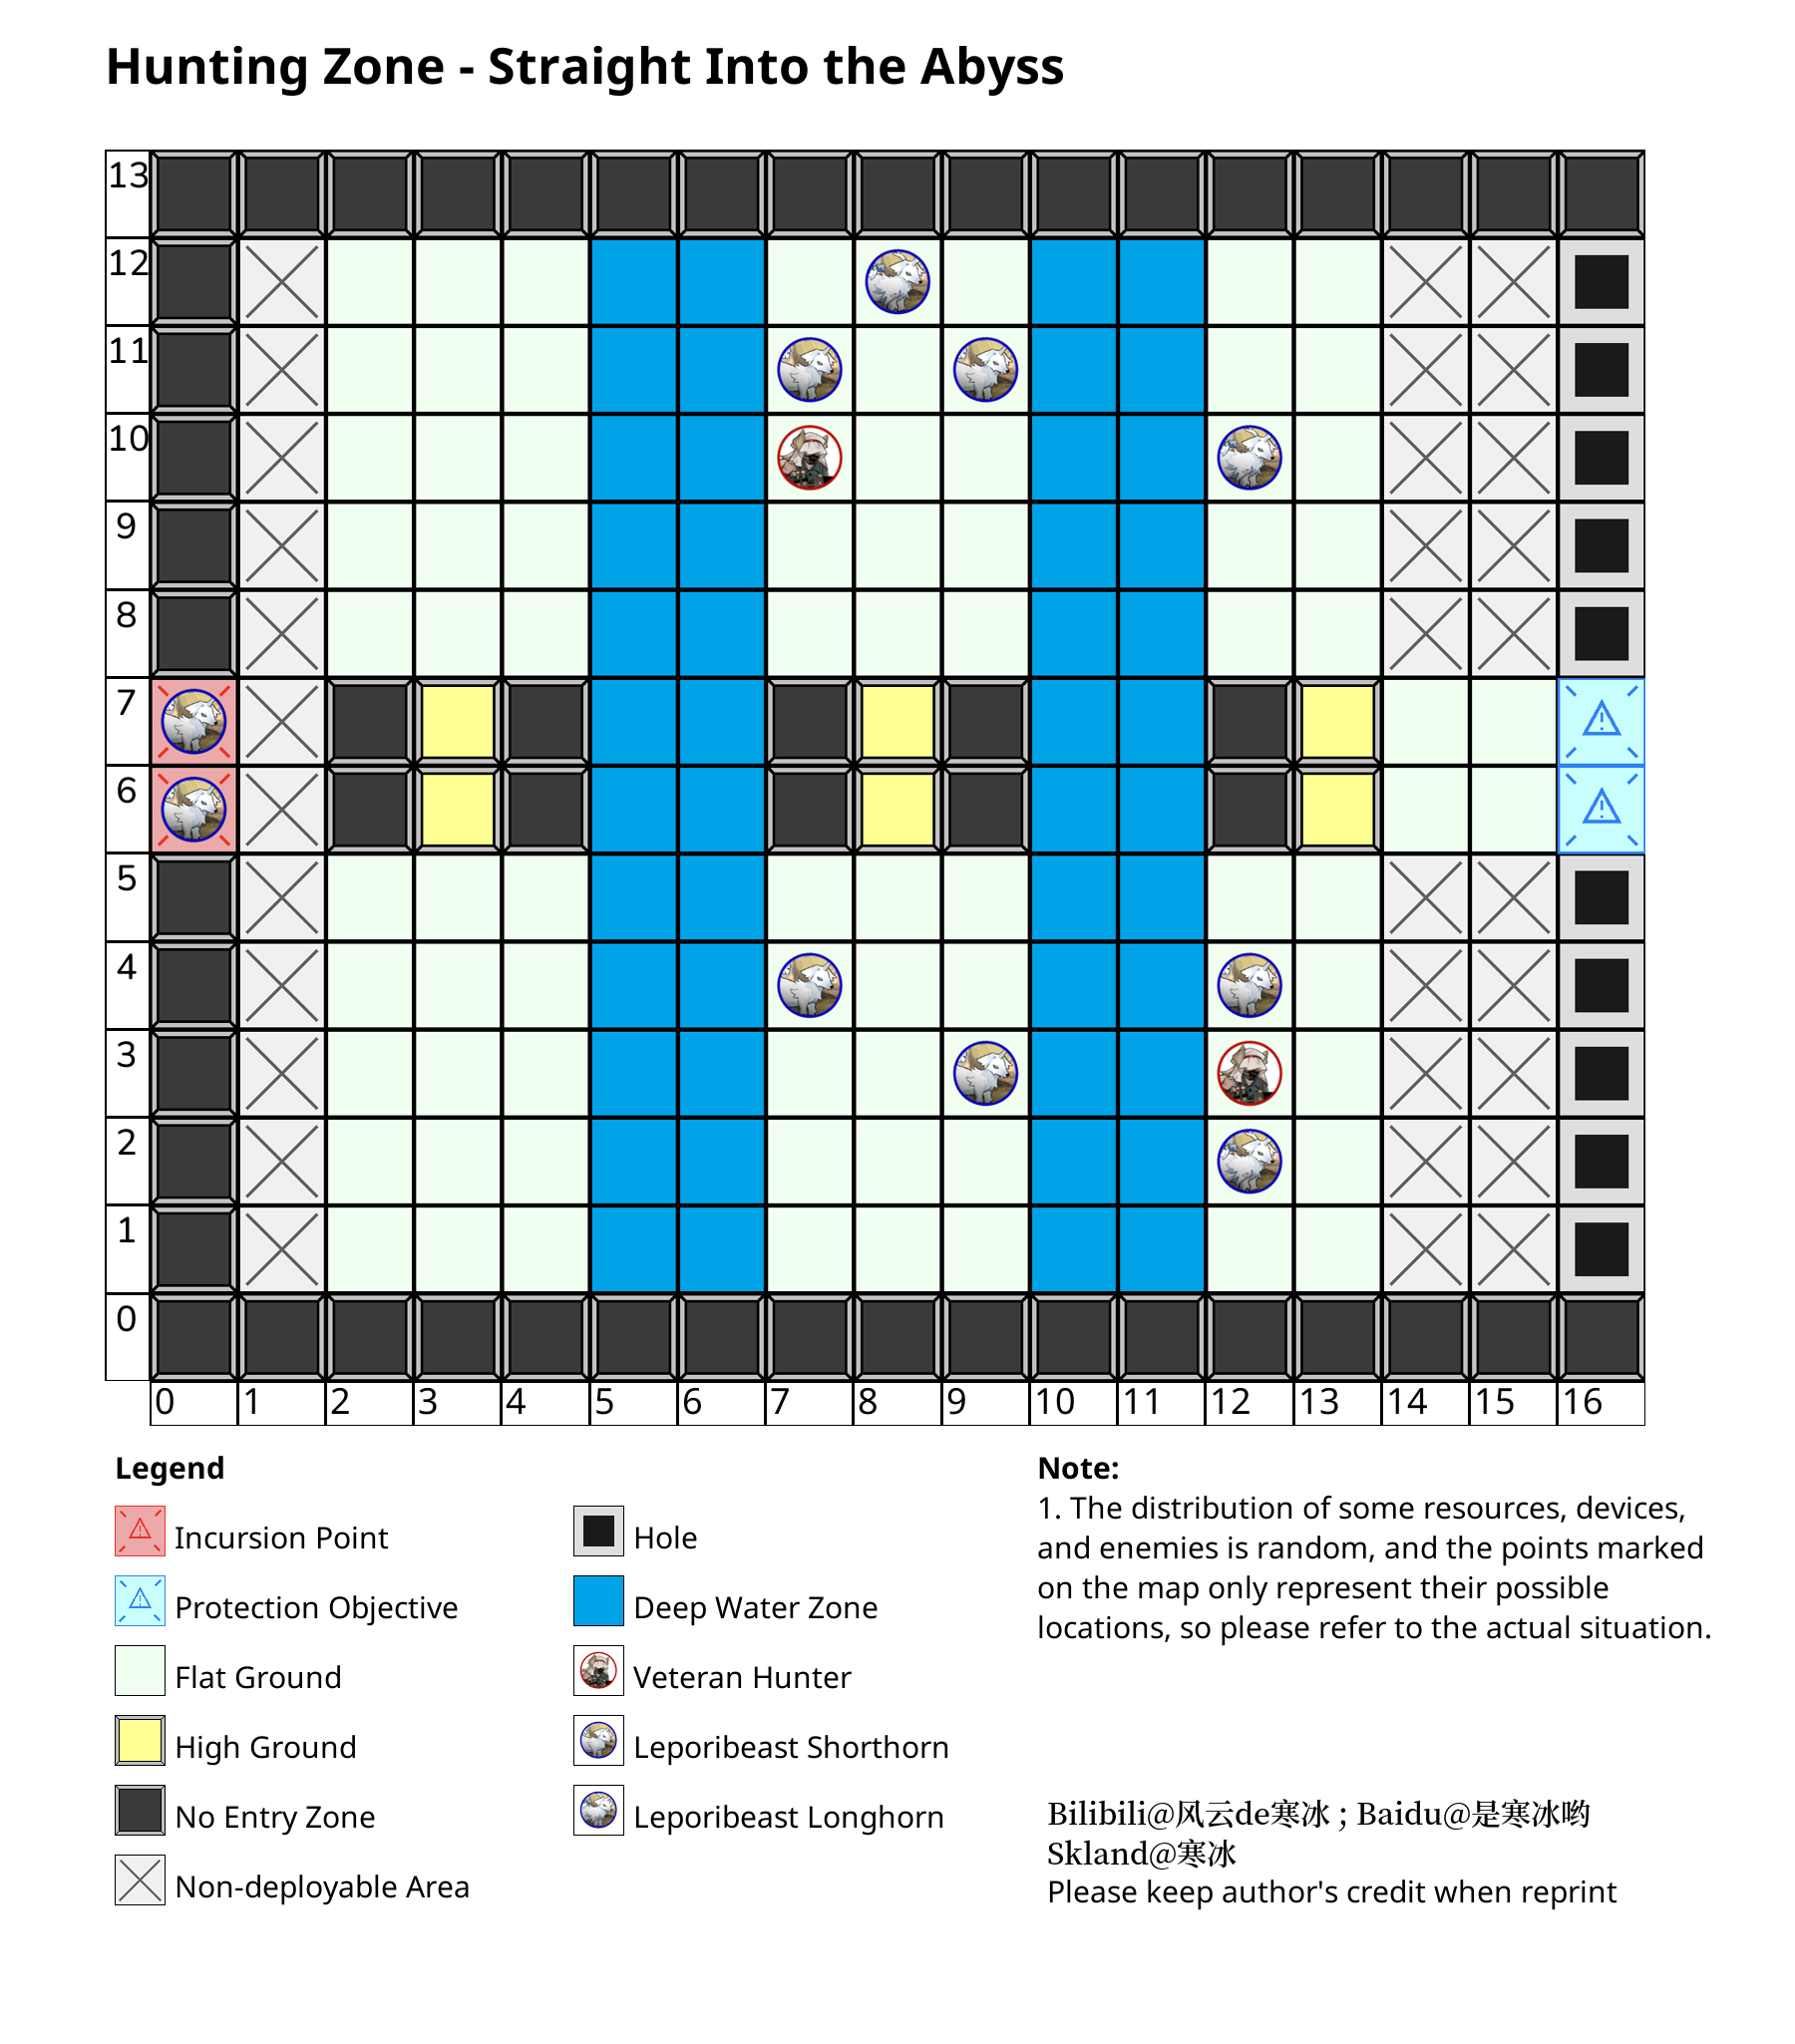 Hunting Zone - Straight Into the Abyss
13
12
11
10
9
8
7
6
5
4
3
2
1
0
0 1 2 3 4 5 6 7 8 9 10 11 12 13 14 15 16
Legend
Incursion Point
Protection Objective
Flat Ground
High Ground
No Entry Zone
Non-deployable Area
Hole
Deep Water Zone
Veteran Hunter
Leporibeast Shorthorn
Leporibeast Longhorn
Note:
1. The distribution of some resources, devices,
and enemies is random, and the points marked
on the map only represent their possible
locations, so please refer to the actual situation.
Bilibili@风云de寒冰 ; Baidu@是寒冰哟
Skland@寒冰
Please keep author's credit when reprint